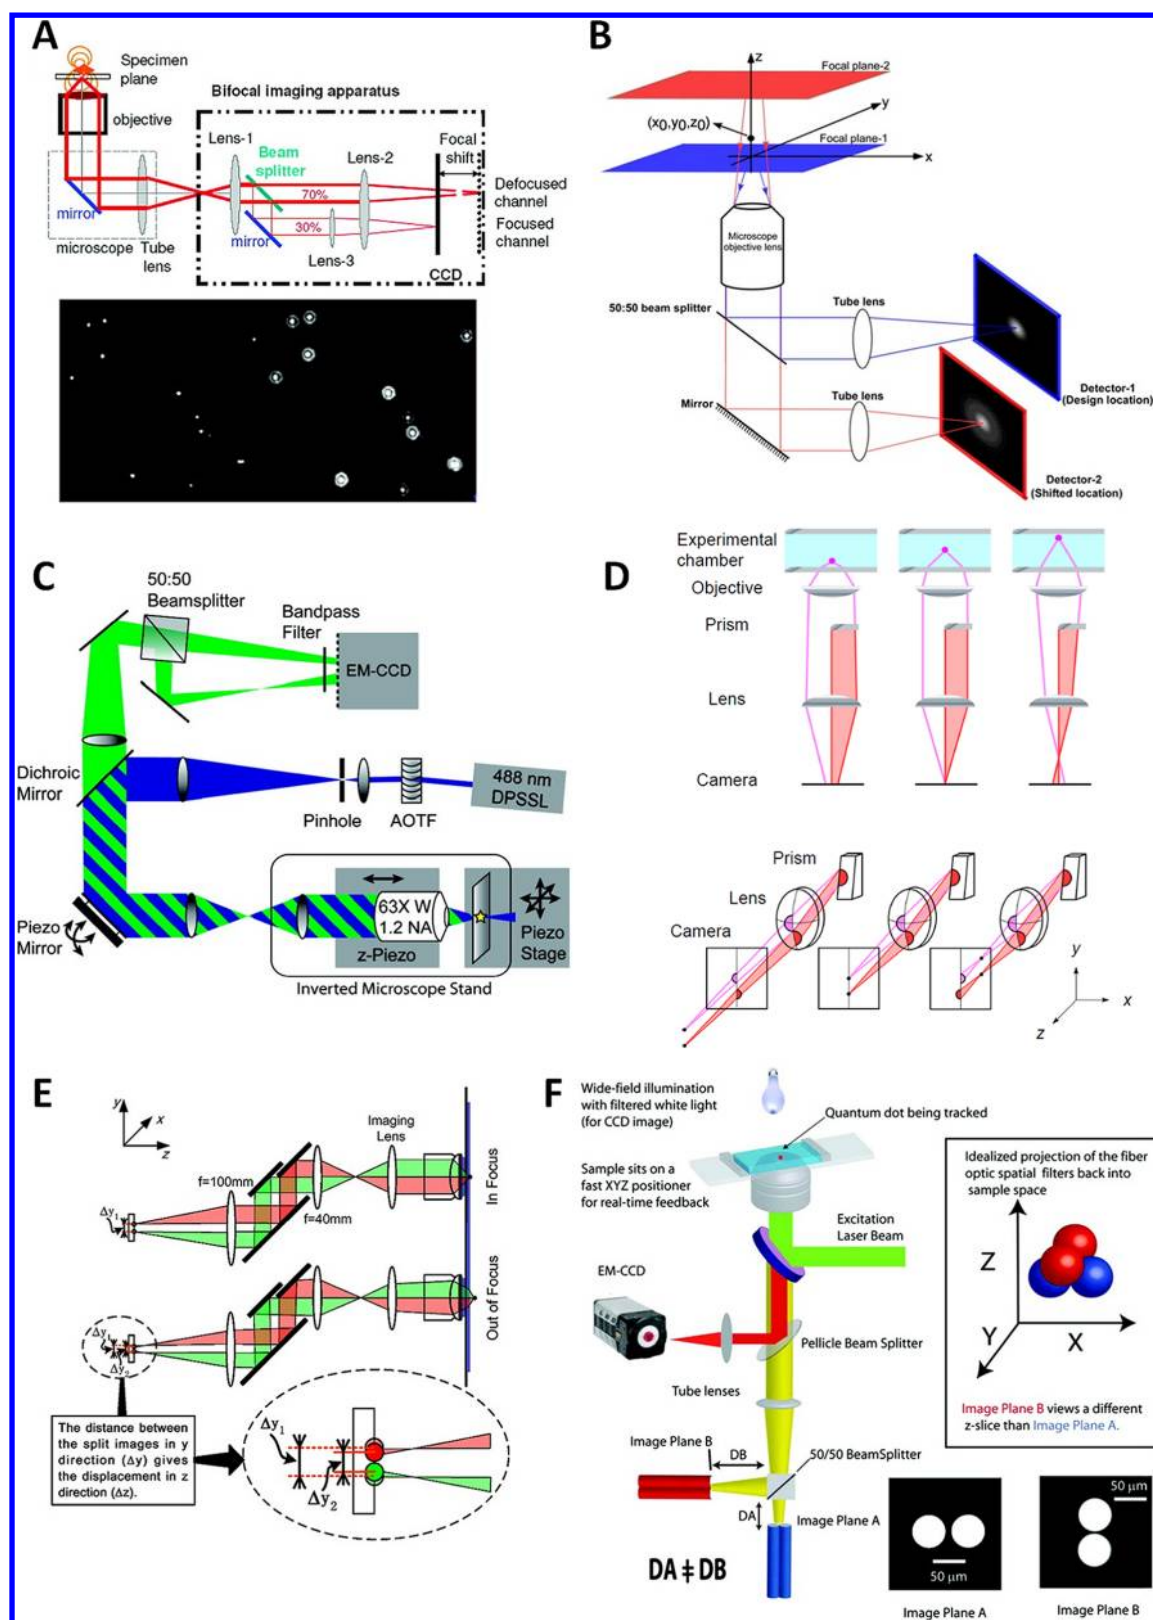 A
Specimen
plane
objective
mirror
microscope
Tube
lens
Bifocal imaging apparatus
Lens-1
Beam
splitter
Lens-2
Focal
shift
70%
30%
mirror
Lens-3
CCD
Defocused
channel
Focused
channel
B
z
Focal plane-2
y
(x0,y0,z0)
Focal plane-1
x
Microscope
objective lens
50:50 beam splitter
Tube lens
Detector-1
(Design location)
Mirror
Tube lens
Detector-2
(Shifted location)
C
50:50
Beamsplitter
Bandpass
Filter
EM-CCD
Dichroic
Mirror
488 nm
DPSSL
Pinhole
AOTF
Piezo
Mirror
63X W
1.2 NA
z-Piezo
Piezo
Stage
Inverted Microscope Stand
D
Experimental
chamber
Objective
Prism
Lens
Camera
Prism
Lens
Camera
y
x
z
E
y
x
z
Imaging
Lens
f=100mm
f=40mm
Δy1
In Focus
Out of Focus
Δy1
Δy2
The distance between
the split images in y
direction (Δy) gives
the displacement in z
direction (Δz).
Δy1
Δy2
F
Wide-field illumination
with filtered white light
(for CCD image)
Quantum dot being tracked
Sample sits on a
fast XYZ positioner
for real-time feedback
Excitation
Laser Beam
EM-CCD
Pellicle Beam Splitter
Tube lenses
Image Plane B
DB
50/50 BeamSplitter
DA
Image Plane A
DA ‡ DB
Idealized projection of the fiber
optic spatial filters back into
sample space
Z
Y
X
Image Plane B views a different
z-slice than Image Plane A.
50 μm
Image Plane A
50 μm
Image Plane B